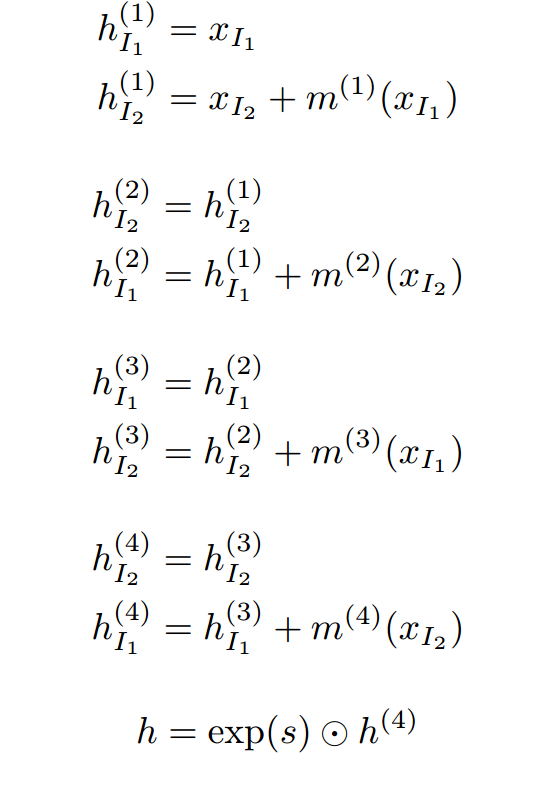 h_{I_1}^{(1)} = x_{I_1}
h_{I_2}^{(1)} = x_{I_2} + m^{(1)}(x_{I_1})
h_{I_2}^{(2)} = h_{I_2}^{(1)}
h_{I_1}^{(2)} = h_{I_1}^{(1)} + m^{(2)}(x_{I_2})
h_{I_1}^{(3)} = h_{I_1}^{(2)}
h_{I_2}^{(3)} = h_{I_2}^{(2)} + m^{(3)}(x_{I_1})
h_{I_2}^{(4)} = h_{I_2}^{(3)}
h_{I_1}^{(4)} = h_{I_1}^{(3)} + m^{(4)}(x_{I_2})
h = exp(s) ⊙ h^{(4)}